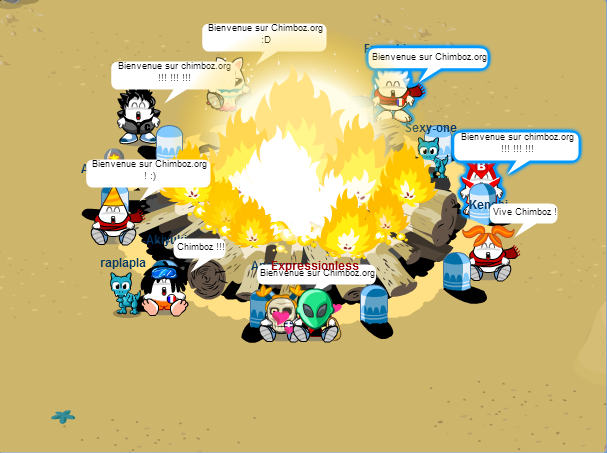 Bienvenue sur Chimboz.org
:D
Bienvenue sur Chimboz.org
Bienvenue sur chimboz.org
!!! !!! !!!
Sexy-one
Bienvenue sur chimboz.org
!!! !!! !!!
B
Bienvenue sur Chimboz.org
! :)
Vive Chimboz !
Chimboz !!!
raplapla
Expressionless
Bienvenue sur Chimboz.org